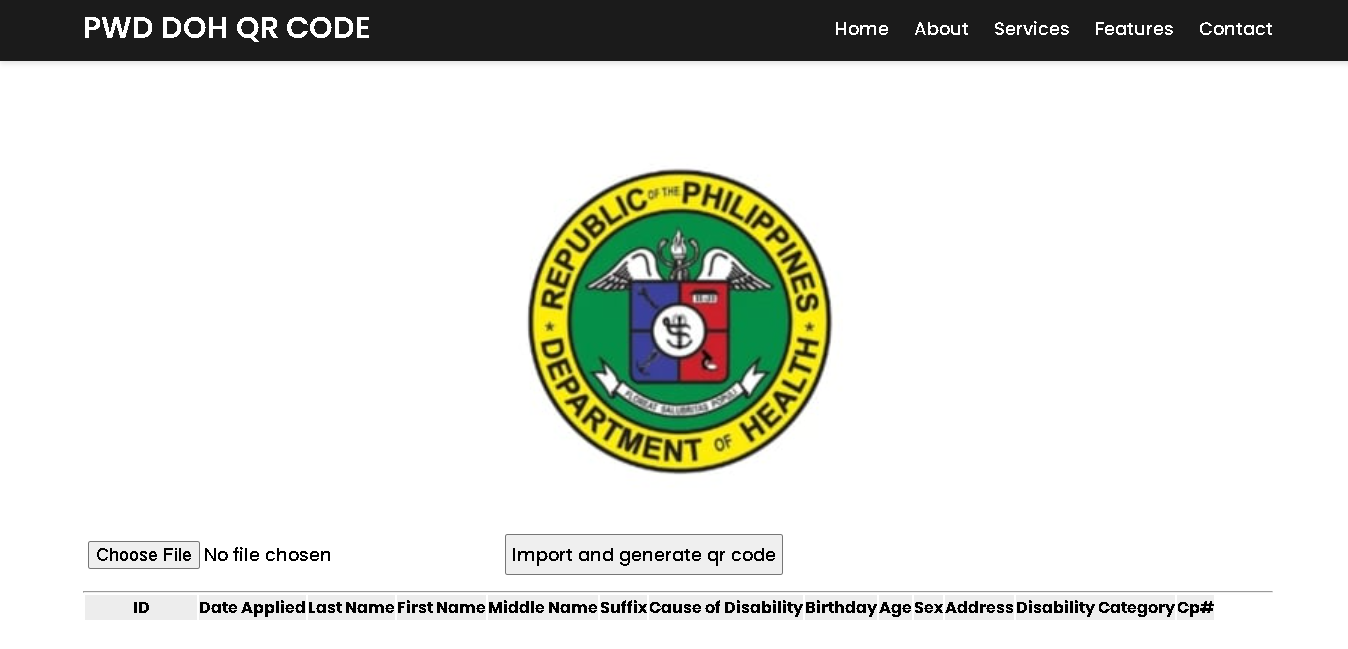 PWD DOH QR CODE
Home About Services Features Contact
REPUBLIC OF THE PHILIPPINES
FLOREAT SALUBRITAS POPULI
DEPARTMENT OF HEALTH
Choose File No file chosen
Import and generate qr code
ID Date Applied Last Name First Name Middle Name Suffix Cause of Disability Birthday Age Sex Address Disability Category Cp#